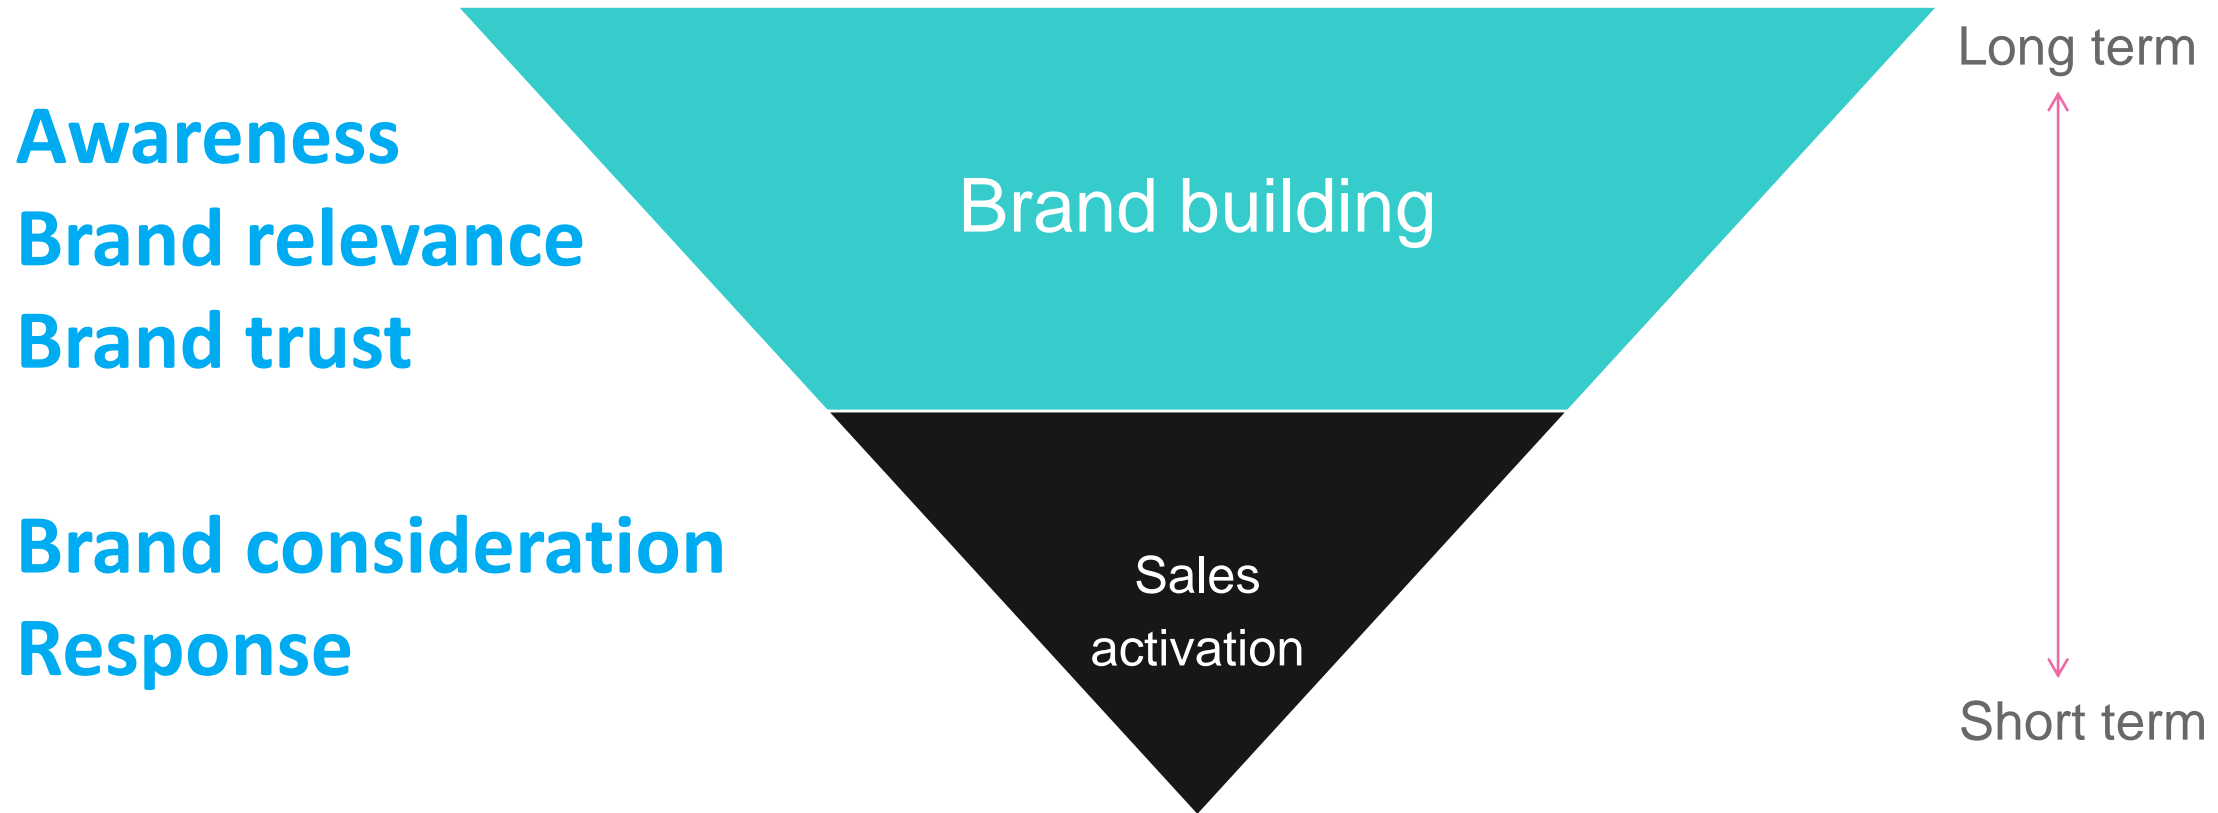 Awareness
Brand relevance
Brand trust
Brand consideration
Response
Brand building
Sales
activation
Long term
Short term